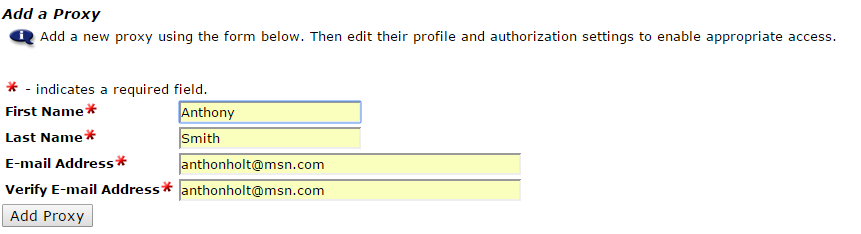 Add a Proxy
Add a new proxy using the form below. Then edit their profile and authorization settings to enable appropriate access.
* - indicates a required field.
First Name* Anthony
Last Name* Smith
E-mail Address* anthonholt@msn.com
Verify E-mail Address* anthonholt@msn.com
Add Proxy